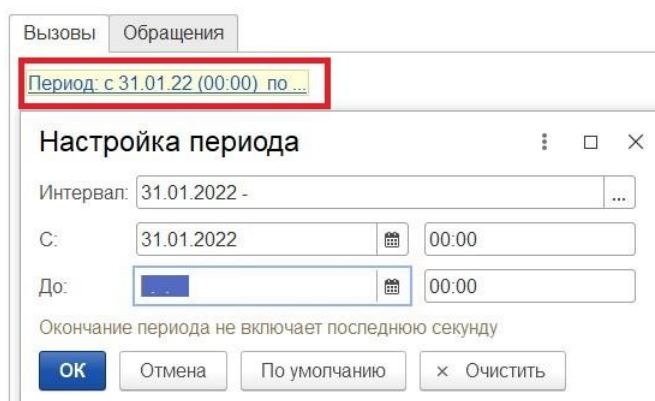 Вызовы Обращения
Период: с 31.01.22 (00:00) по ...
Настройка периода
Интервал: 31.01.2022 - ...
С: 31.01.2022 00:00
До: . . 00:00
Окончание периода не включает последнюю секунду
ОК Отмена По умолчанию × Очистить